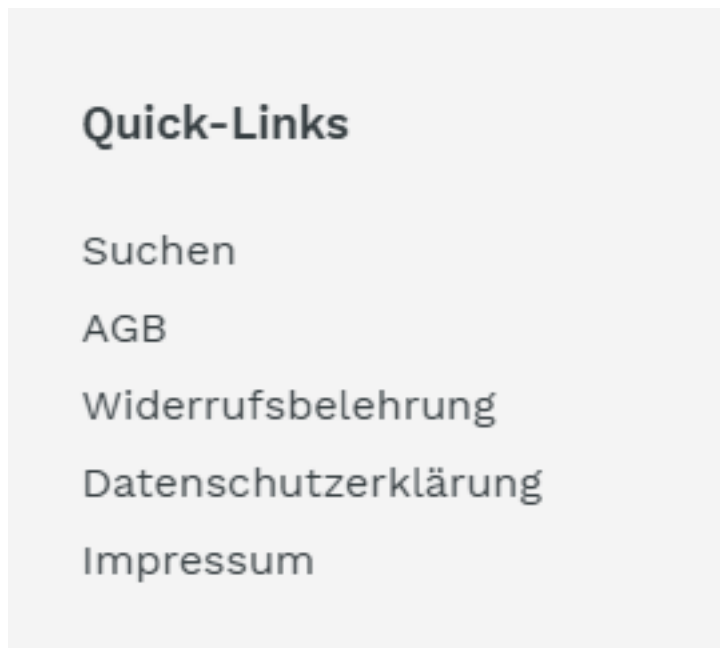 Quick-Links
Suchen
AGB
Widerrufsbelehrung
Datenschutzerklärung
Impressum